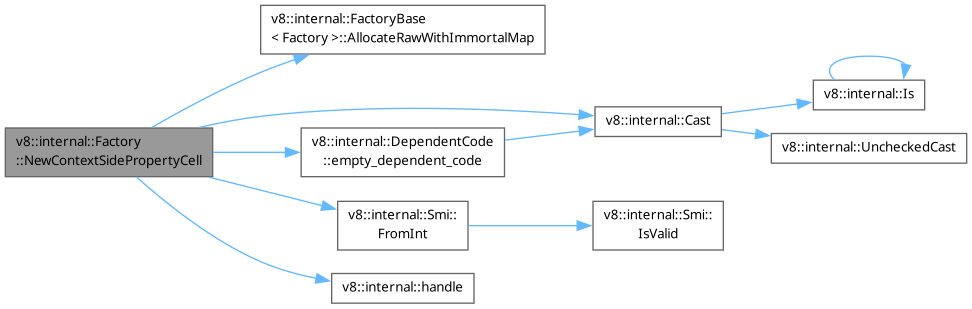 v8::internal::FactoryBase
< Factory >::AllocateRawWithImmortalMap
v8::internal::Is
v8::internal::Cast
v8::internal::Factory
::NewContextSidePropertyCell
v8::internal::DependentCode
::empty_dependent_code
v8::internal::UncheckedCast
v8::internal::Smi::
FromInt
v8::internal::Smi::
IsValid
v8::internal::handle